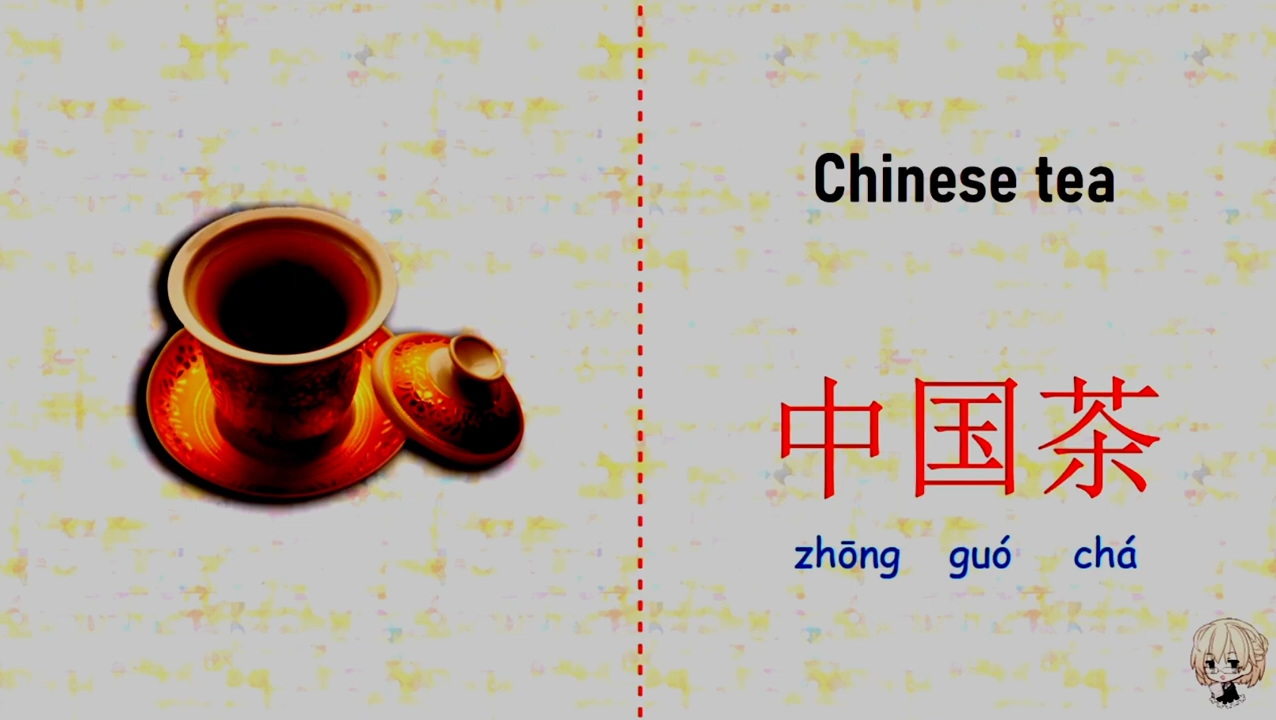 Chinese tea
中国茶
zhōng guó chá